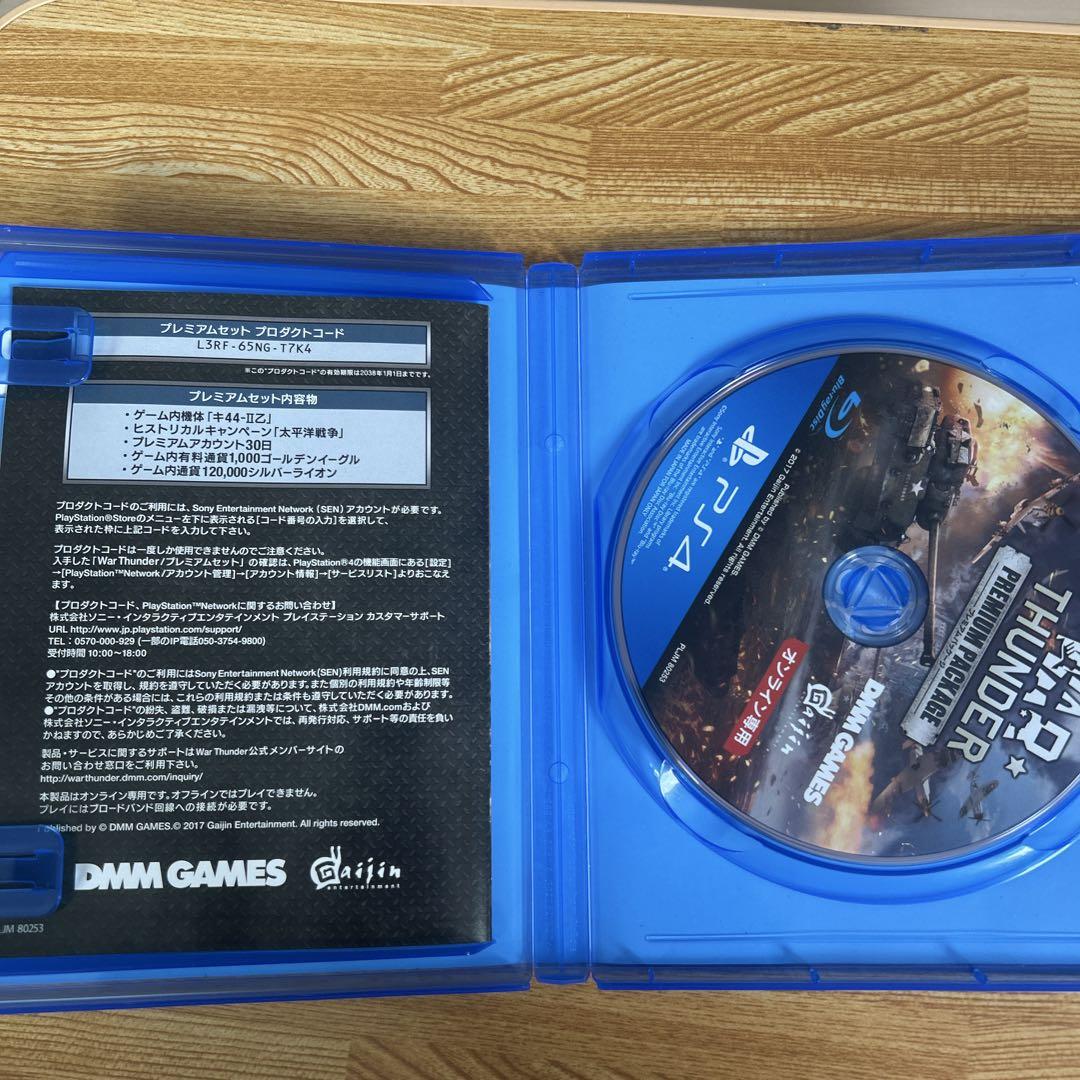 プレミアムセット プロダクトコード
L3RF-65NG-T7K4
※この"プロダクトコード"の有効期限は2038年1月1日までです。
プレミアムセット内容物
・ゲーム内機体「キ44-II乙」
・ヒストリカルキャンペーン「太平洋戦争」
・プレミアムアカウント30日
・ゲーム内有料通貨1,000ゴールデンイーグル
・ゲーム内通貨120,000シルバーライオン
プロダクトコードのご利用には、Sony Entertainment Network (SEN) アカウントが必要です。
PlayStation®Storeのメニュー左下に表示される[コード番号の入力]を選択して、
表示された枠に上記コードを入力して下さい。
プロダクトコードは一度しか使用できませんのでご注意ください。
入手した「War Thunder/プレミアムセット」の確認は、PlayStation®4の機能画面にある[設定]
→[PlayStation™Network/アカウント管理]→[アカウント情報]→[サービスリスト]よりおこなえ
ます。
【プロダクトコード、PlayStation™Networkに関するお問い合わせ】
株式会社ソニー・インタラクティブエンタテインメント プレイステーション カスタマーサポート
URL http://www.jp.playstation.com/support/
TEL : 0570-000-929 (一部のIP電話050-3754-9800)
受付時間 10:00~18:00
●"プロダクトコード"のご利用にはSony Entertainment Network(SEN)利用規約に同意の上、SEN
アカウントを取得し、規約を遵守していただく必要があります。また個別の利用規約や年齢制限等
その他の条件がある場合には、これらの利用規約または条件も遵守していただく必要があります。
●"プロダクトコード"の紛失、盗難、破損または漏洩等について、株式会社DMM.comおよび
株式会社ソニー・インタラクティブエンタテインメントでは、再発行対応、サポート等の責任を負い
かねますので、あらかじめご了承ください。
製品・サービスに関するサポートは War Thunder 公式メンバーサイトの
お問い合わせ窓口をご利用下さい。
http://warthunder.dmm.com/inquiry/
本製品はオンライン専用です。オフラインではプレイできません。
プレイにはブロードバンド回線への接続が必要です。
Published by © DMM GAMES.© 2017 Gaijin Entertainment. All rights reserved.
DMM GAMES
Gaijin
entertainment
JM 80253
Blu-ray Disc
PS4
© 2017 Gaijin Entertainment. All rights reserved.
Published by © DMM GAMES.
PLJM 80253
オンライン専用
WAR
THUNDER
PREMIUM PACKAGE
プレミアムパッケージ
Gaijin
DMM GAMES